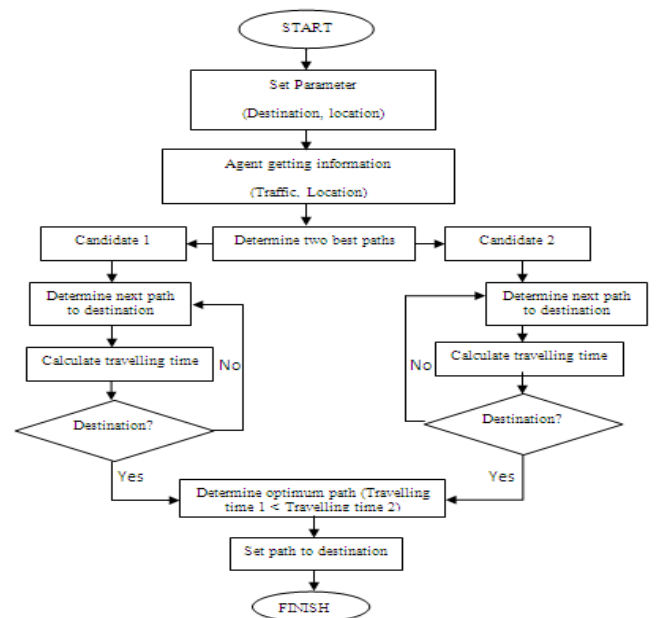 START
Set Parameter
(Destination, location)
Agent getting information
(Traffic, Location)
Candidate 1
Determine two best paths
Candidate 2
Determine next path
to destination
Calculate travelling time
No
Destination?
Yes
Determine next path
to destination
Calculate travelling time
No
Destination?
Yes
Determine optimum path (Travelling
time 1 < Travelling time 2)
Set path to destination
FINISH